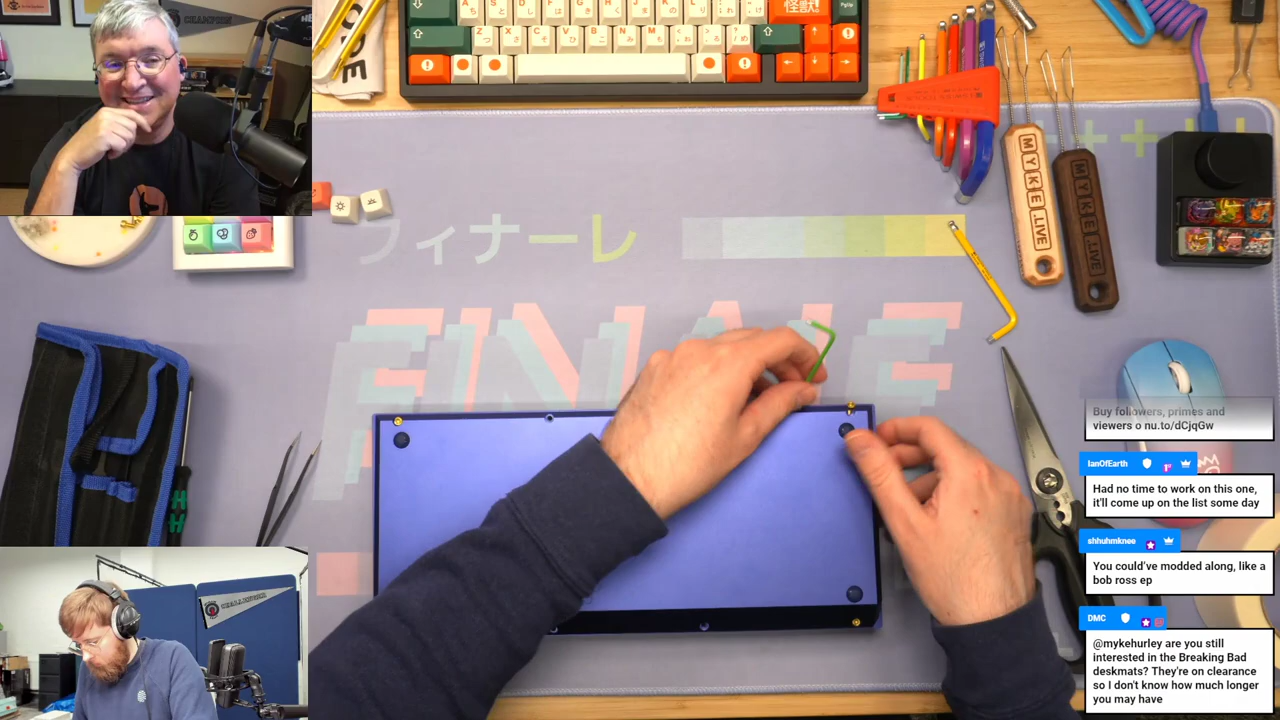 CHAMPION
CHALLENGER
フィナーレ
FINALE
MYKE.LIVE
MYKE.LIVE
Buy followers, primes and
viewers o nu.to/dCjqGw
IanOfEarth
Had no time to work on this one,
it'll come up on the list some day
shhuhmknee
You could've modded along, like a
bob ross ep
DMC
@mykehurley are you still
interested in the Breaking Bad
deskmats? They're on clearance
so I don't know how much longer
you may have